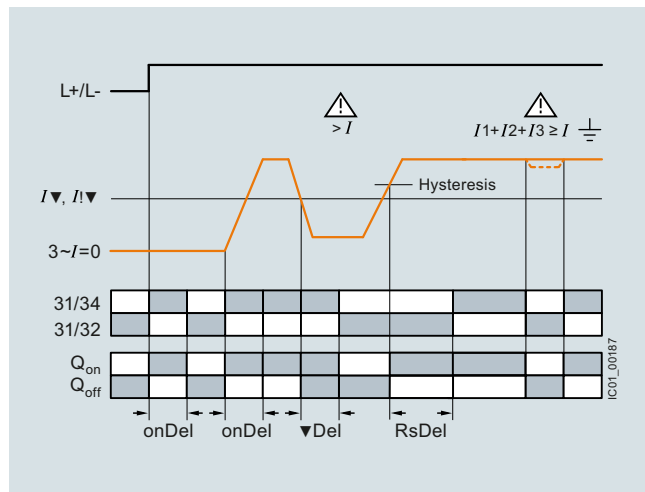 L+/L-
> I
I1+I2+I3 ≥ I
I▼, I!▼
Hysteresis
3~I=0
31/34
31/32
Qon
Qoff
IC01_00187
onDel onDel ▼Del RsDel